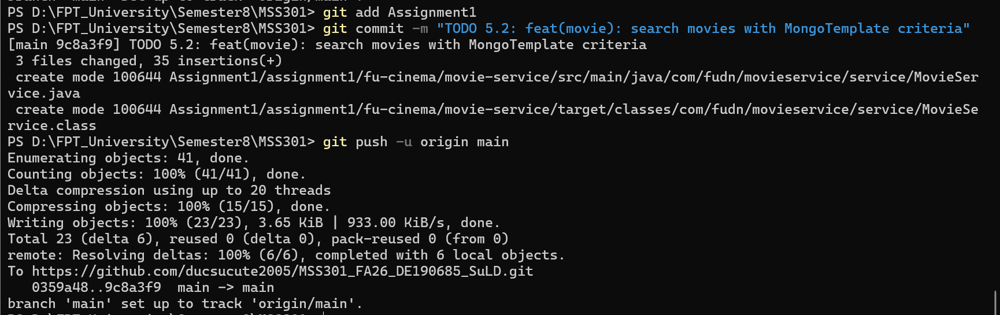 PS D:\FPT_University\Semester8\MSS301> git add Assignment1
PS D:\FPT_University\Semester8\MSS301> git commit -m "TODO 5.2: feat(movie): search movies with MongoTemplate criteria"
[main 9c8a3f9] TODO 5.2: feat(movie): search movies with MongoTemplate criteria
 3 files changed, 35 insertions(+)
 create mode 100644 Assignment1/assignment1/fu-cinema/movie-service/src/main/java/com/fudn/movieservice/service/MovieSer
vice.java
 create mode 100644 Assignment1/assignment1/fu-cinema/movie-service/target/classes/com/fudn/movieservice/service/MovieSe
rvice.class
PS D:\FPT_University\Semester8\MSS301> git push -u origin main
Enumerating objects: 41, done.
Counting objects: 100% (41/41), done.
Delta compression using up to 20 threads
Compressing objects: 100% (15/15), done.
Writing objects: 100% (23/23), 3.65 KiB | 933.00 KiB/s, done.
Total 23 (delta 6), reused 0 (delta 0), pack-reused 0 (from 0)
remote: Resolving deltas: 100% (6/6), completed with 6 local objects.
To https://github.com/ducsucute2005/MSS301_FA26_DE190685_SuLD.git
   0359a48..9c8a3f9  main -> main
branch 'main' set up to track 'origin/main'.